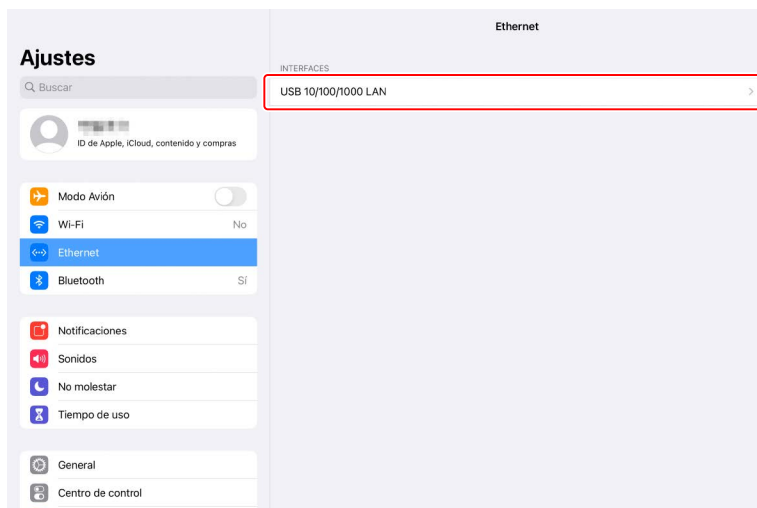 Ethernet
Ajustes
Buscar
ID de Apple, iCloud, contenido y compras
Modo Avión
Wi-Fi No
Ethernet
Bluetooth Sí
Notificaciones
Sonidos
No molestar
Tiempo de uso
General
Centro de control
INTERFACES
USB 10/100/1000 LAN